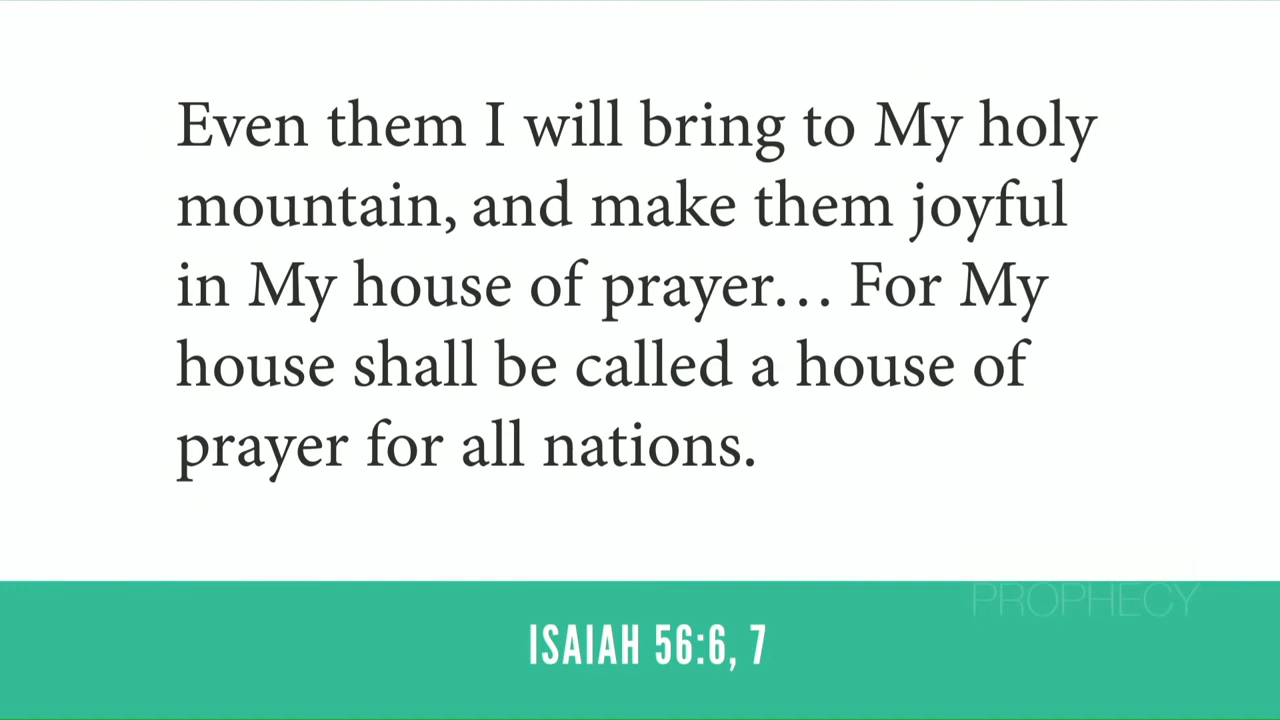 Even them I will bring to My holy
mountain, and make them joyful
in My house of prayer… For My
house shall be called a house of
prayer for all nations.
PROPHECY
ISAIAH 56:6, 7